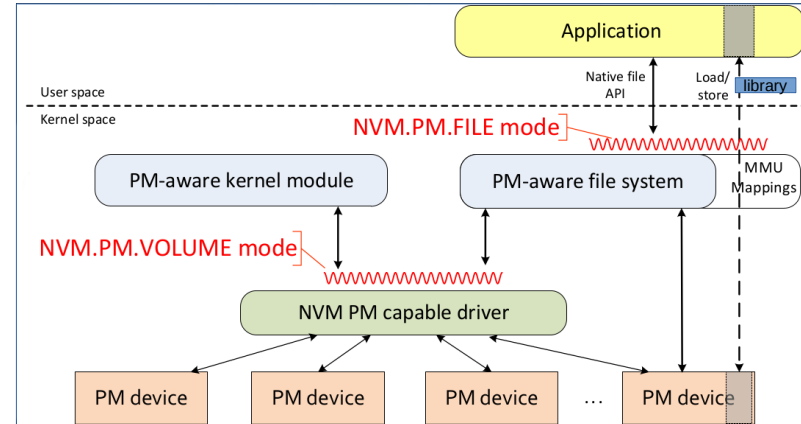 Application
Native file
API
Load/
store
library
User space
Kernel space
NVM.PM.FILE mode
PM-aware kernel module
PM-aware file system
MMU
Mappings
NVM.PM.VOLUME mode
NVM PM capable driver
PM device
PM device
PM device
...
PM device